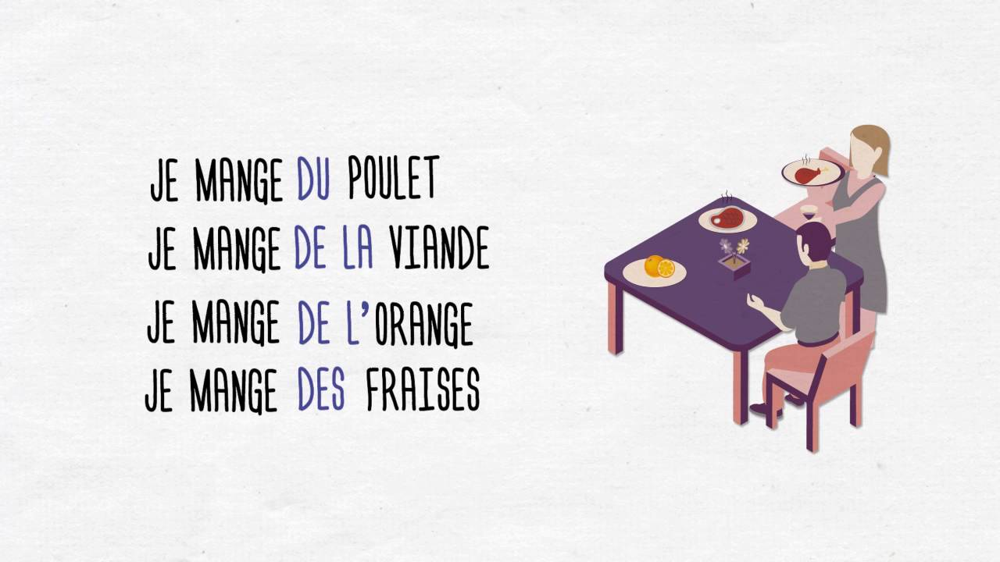 JE MANGE DU POULET
JE MANGE DE LA VIANDE
JE MANGE DE L'ORANGE
JE MANGE DES FRAISES